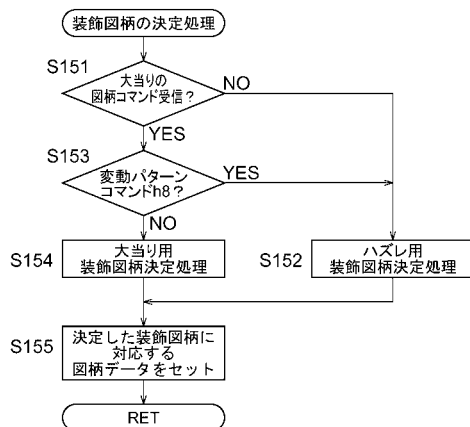 装飾図柄の決定処理
S151
大当りの
図柄コマンド受信？
NO
YES
S153
変動パターン
コマンドh8？
YES
NO
S154
大当り用
装飾図柄決定処理
S152
ハズレ用
装飾図柄決定処理
S155
決定した装飾図柄に
対応する
図柄データをセット
RET